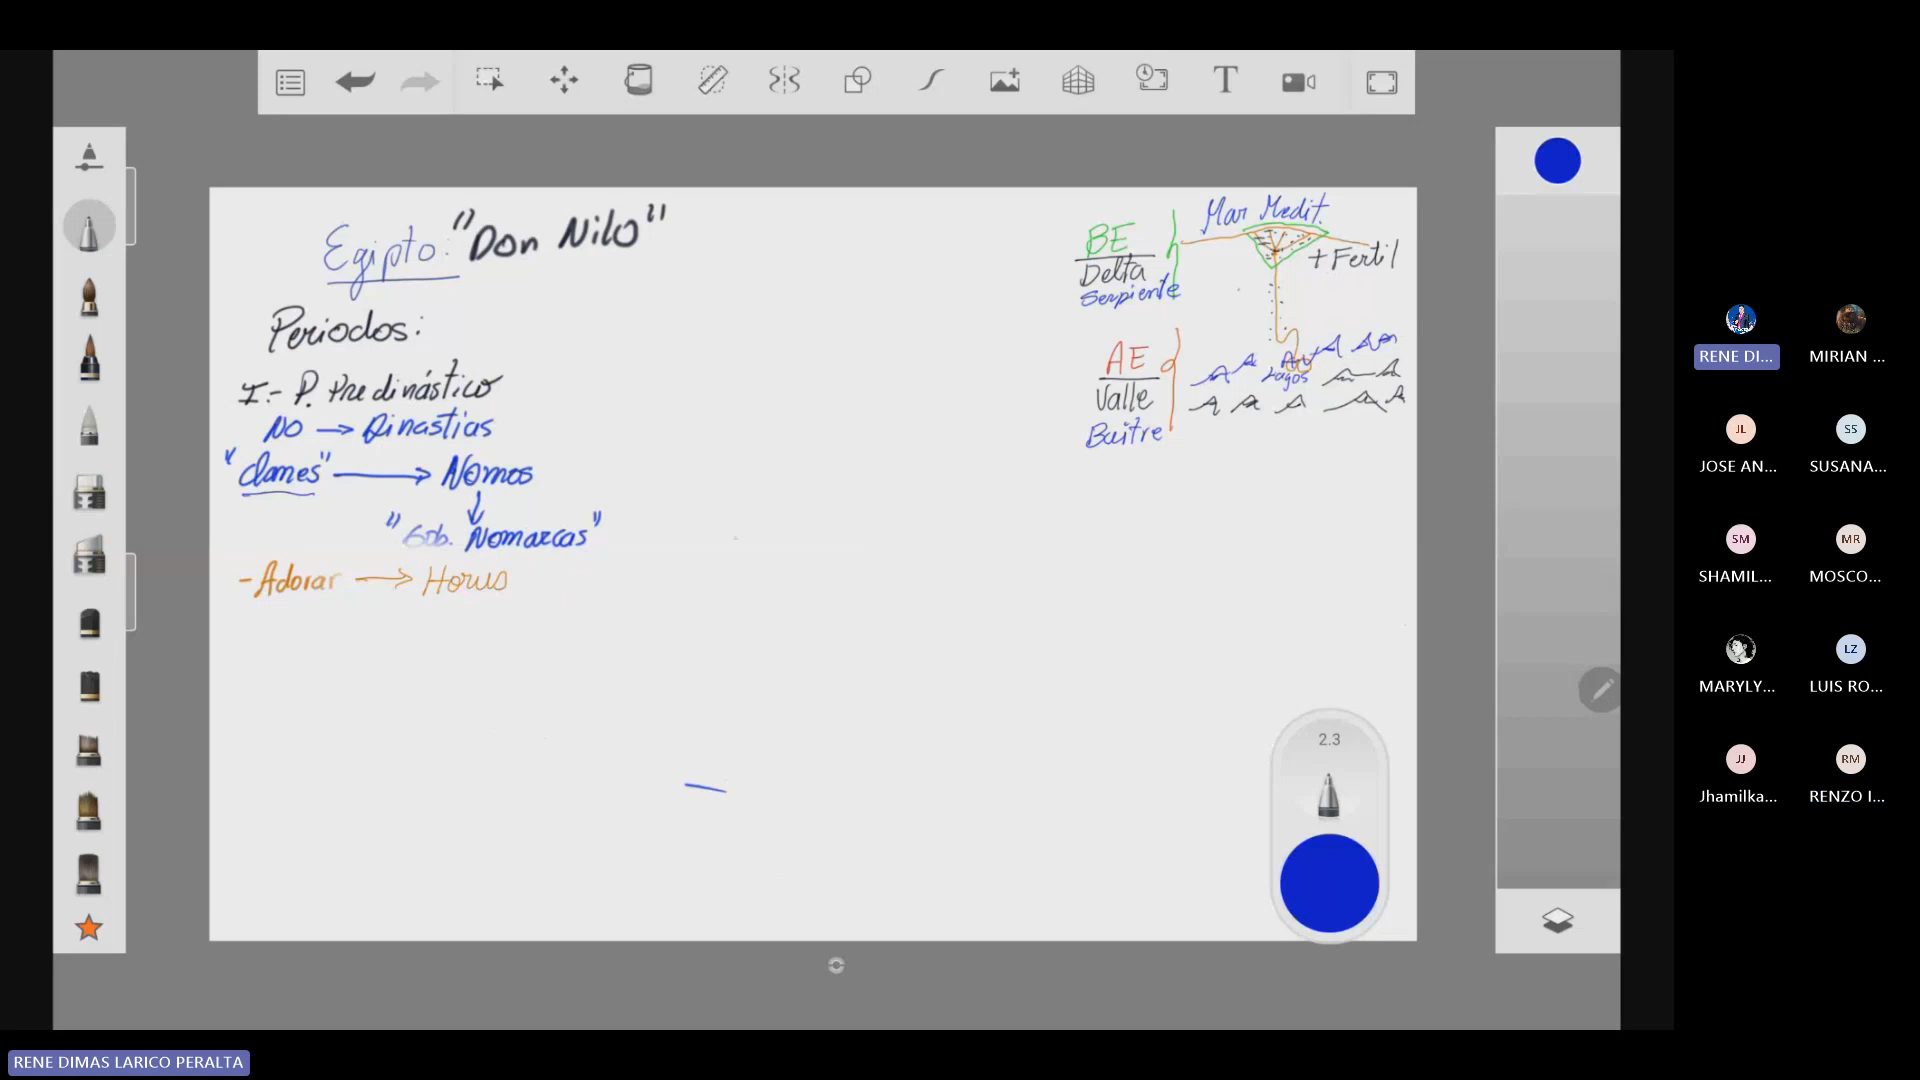 Egipto: "Don Nilo"
Periodos:
I.- P. Predinástico
NO → Dinastias
"Clanes" → Nomos
"Gob. Nomarcas"
- Adorar → Horus
Mar Medit.
BE
Delta
Serpiente
+ Fertil
AE
Valle
Buitre
Lagos
T
2.3
RENE DI...
MIRIAN ...
JL
JOSE AN...
SS
SUSANA...
SM
SHAMIL...
MR
MOSCO...
MARYLY...
LZ
LUIS RO...
JJ
Jhamilka...
RM
RENZO I...
RENE DIMAS LARICO PERALTA